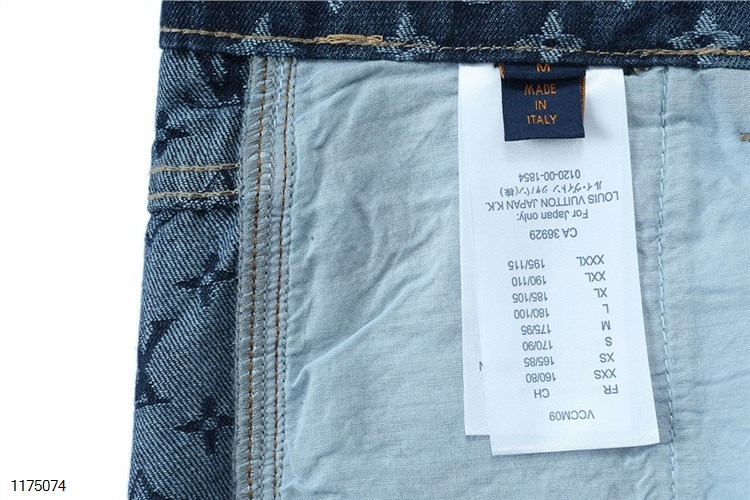 M
MADE
IN
ITALY
VCCM09
FR CH
XXS 160/80
XS 165/85
S 170/90
M 175/95
L 180/100
XL 185/105
XXL 190/110
XXXL 195/115
CA 36929
For Japan only:
LOUIS VUITTON JAPAN K.K.
ルイ・ヴィトン ジャパン(株)
0120-00-1854
1175074